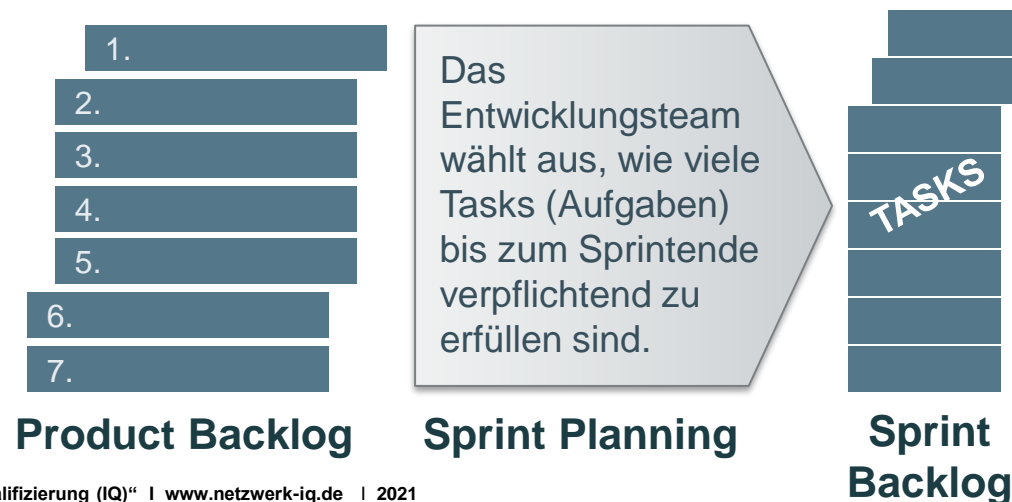 1.
2.
3.
4.
5.
6.
7.
Product Backlog
Das
Entwicklungsteam
wählt aus, wie viele
Tasks (Aufgaben)
bis zum Sprintende
verpflichtend zu
erfüllen sind.
Sprint Planning
TASKS
Sprint
Backlog
alifizierung (IQ)“ I www.netzwerk-iq.de | 2021